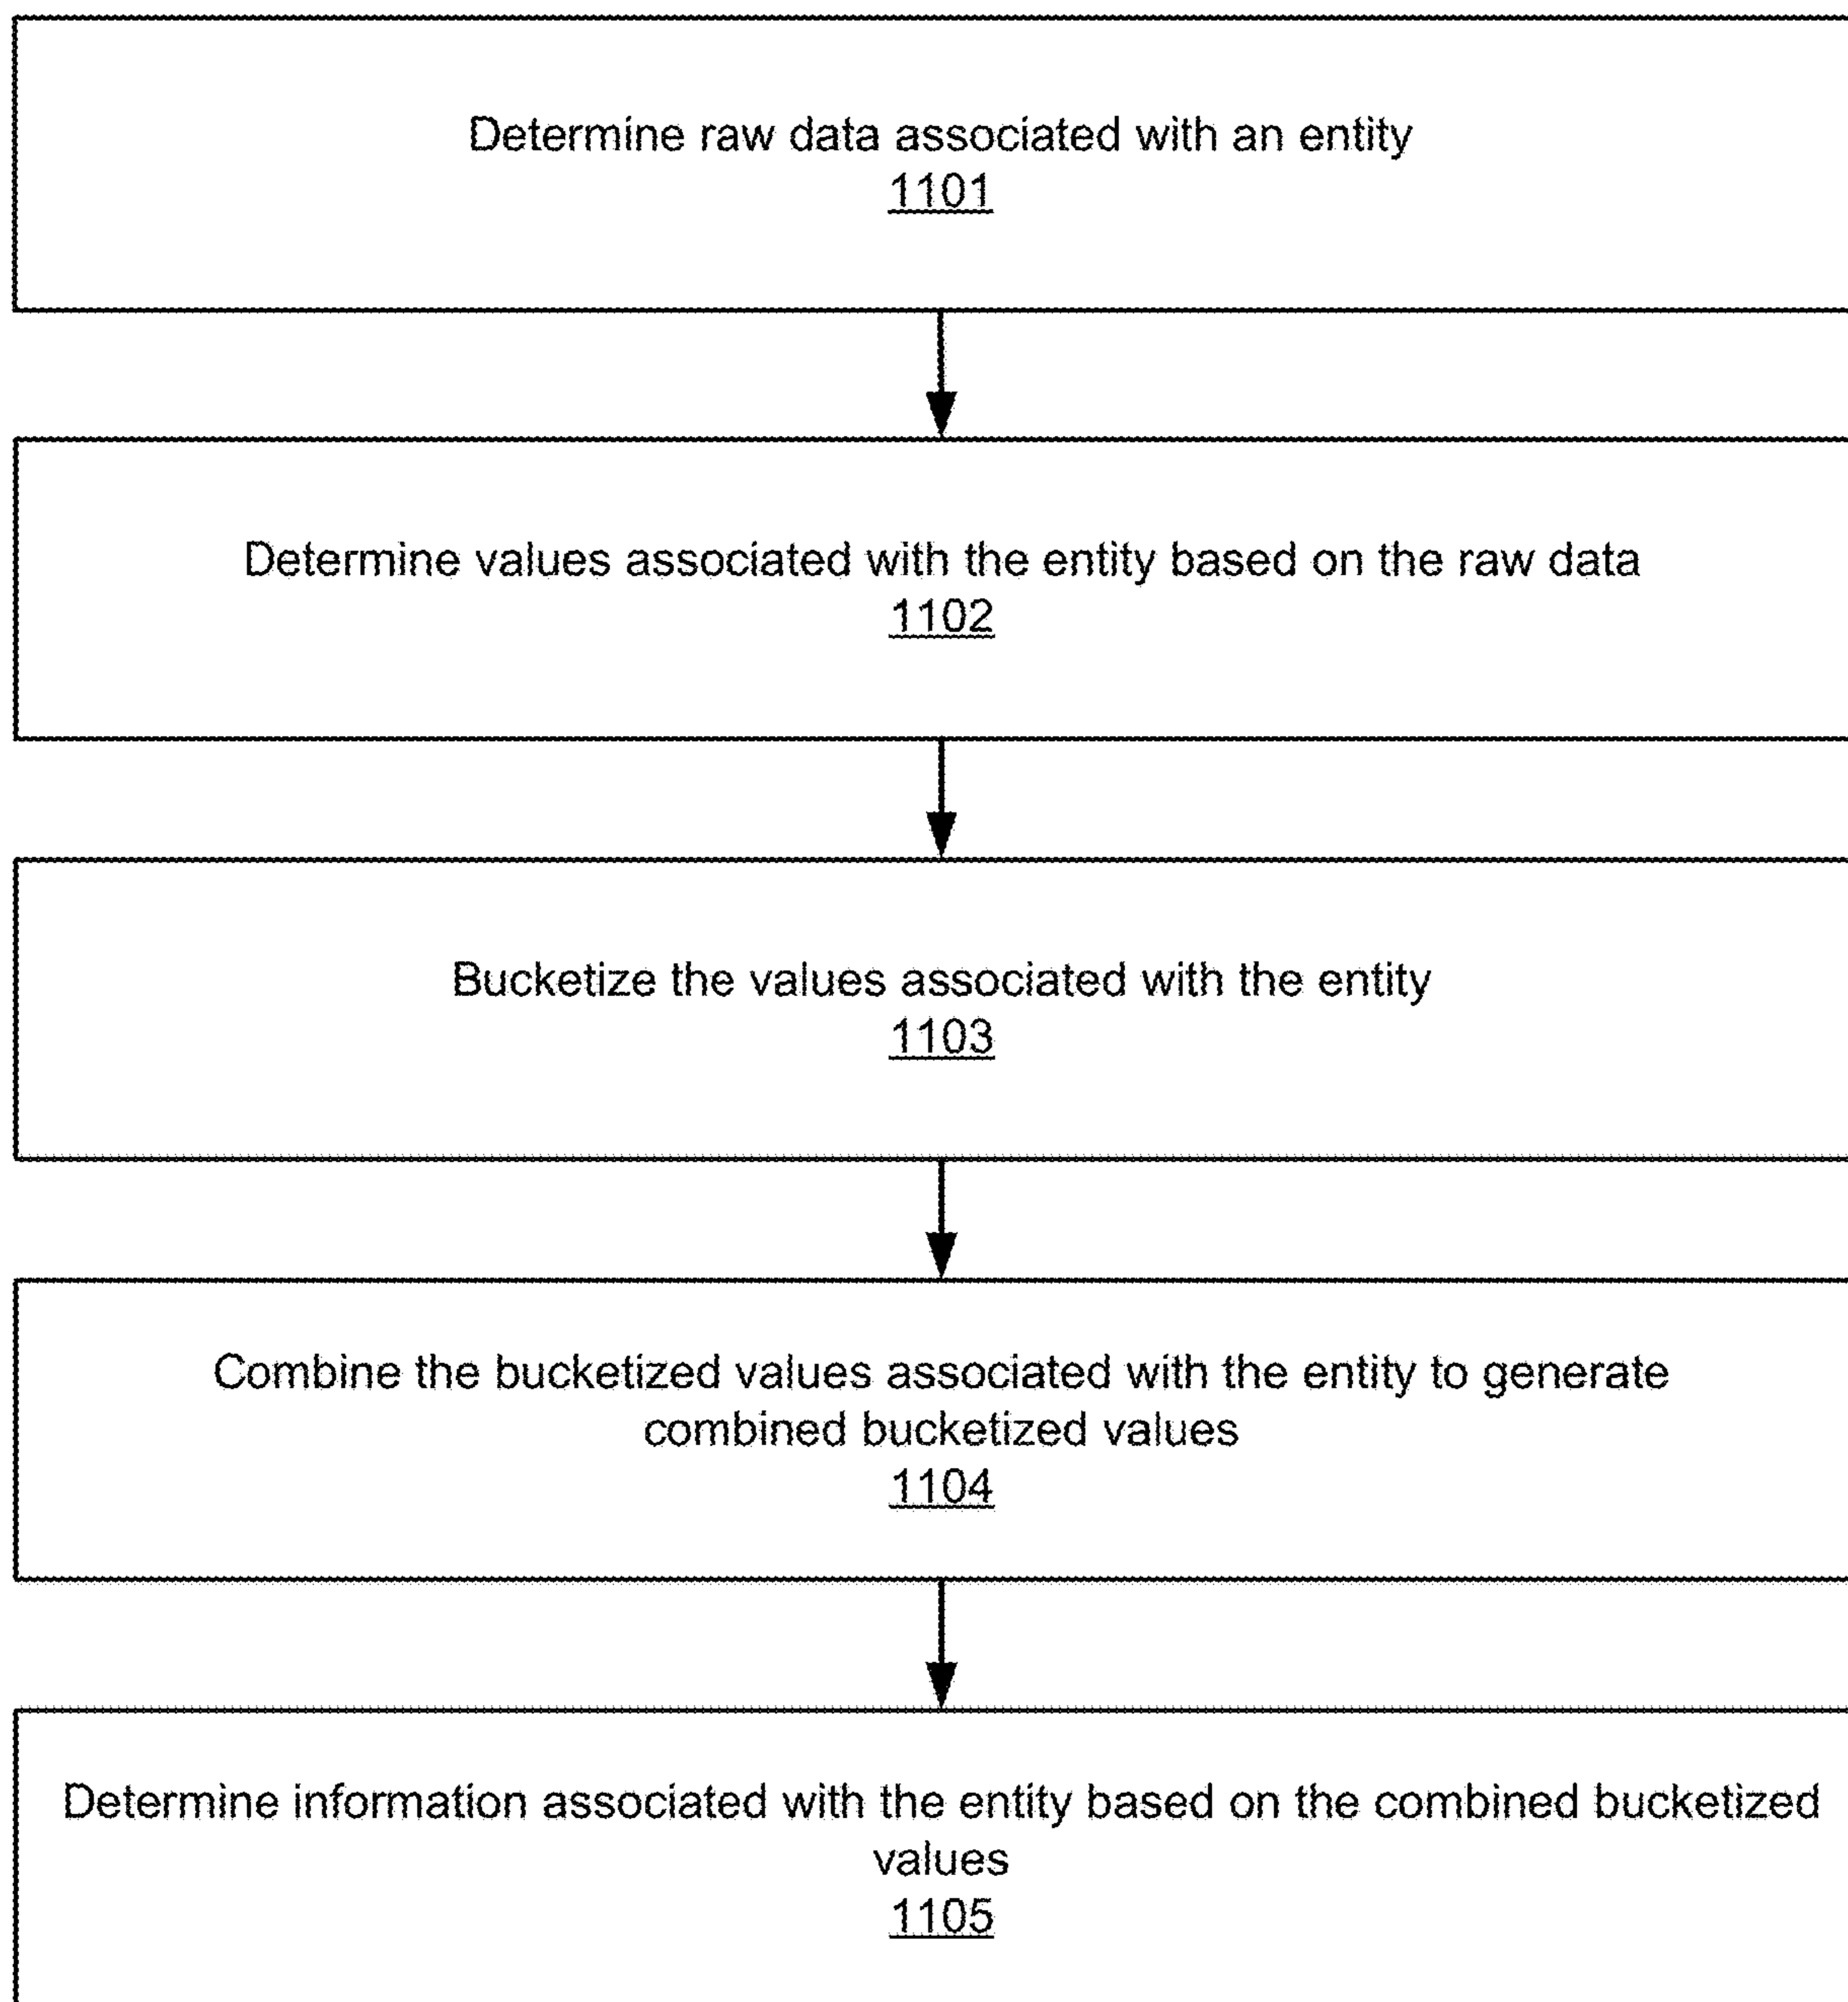 Determine raw data associated with an entity
1101
Determine values associated with the entity based on the raw data
1102
Bucketize the values associated with the entity
1103
Combine the bucketized values associated with the entity to generate
combined bucketized values
1104
Determine information associated with the entity based on the combined bucketized
values
1105